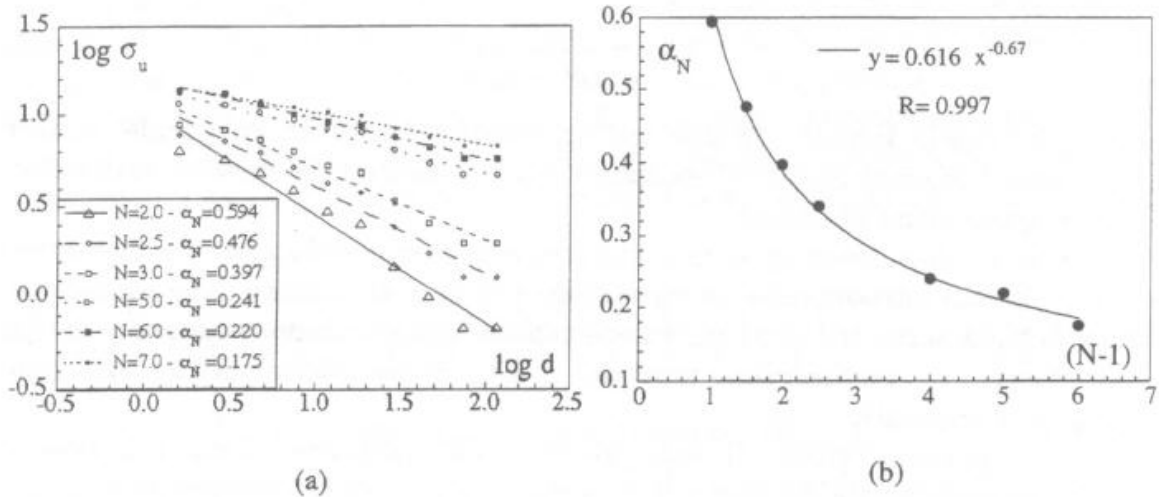 1.5
log σu
1.0
0.5
0.0
-0.5
N=2.0 - αN=0.594
N=2.5 - αN=0.476
N=3.0 - αN=0.397
N=5.0 - αN=0.241
N=6.0 - αN=0.220
N=7.0 - αN=0.175
log d
-0.5 0.0 0.5 1.0 1.5 2.0 2.5
(a)
0.6
αN
y = 0.616 x-0.67
R= 0.997
0.5
0.4
0.3
0.2
0.1
(N-1)
0 1 2 3 4 5 6 7
(b)